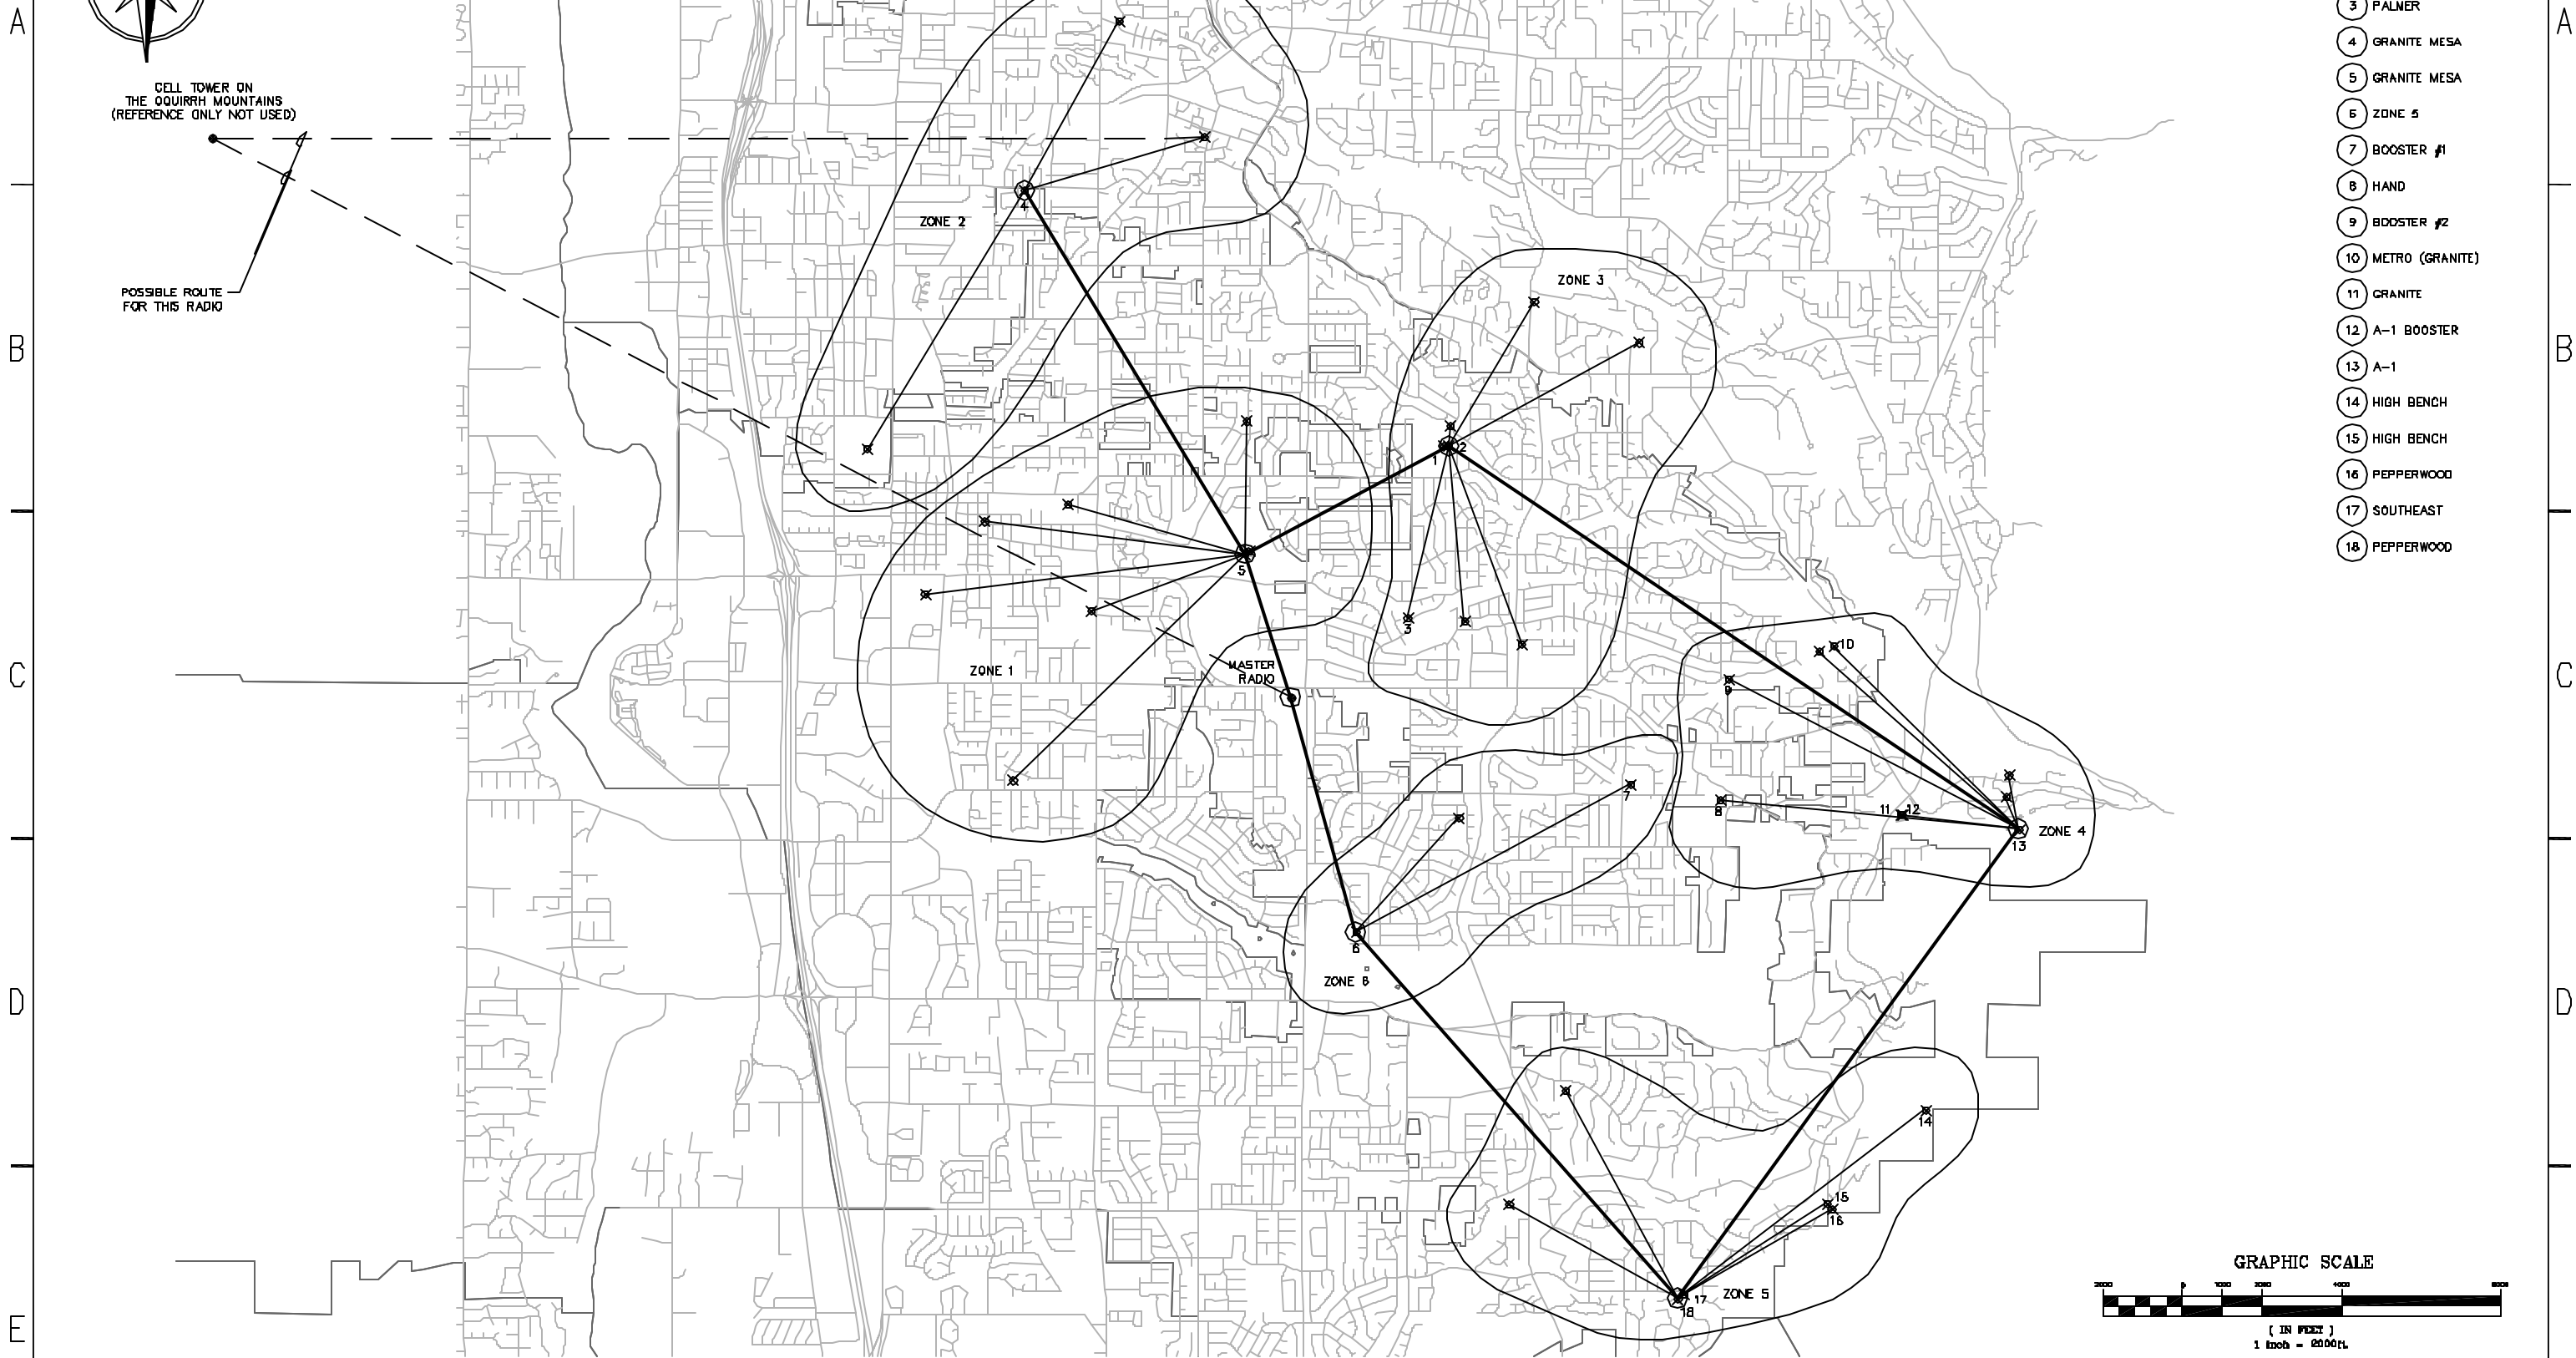 A
A
3 PALMER
4 GRANITE MESA
5 GRANITE MESA
6 ZONE 5
7 BOOSTER #1
8 HAND
9 BOOSTER #2
10 METRO (GRANITE)
11 GRANITE
12 A-1 BOOSTER
13 A-1
14 HIGH BENCH
15 HIGH BENCH
16 PEPPERWOOD
17 SOUTHEAST
18 PEPPERWOOD
CELL TOWER ON
THE OQUIRRH MOUNTAINS
(REFERENCE ONLY NOT USED)
POSSIBLE ROUTE
FOR THIS RADIO
4
ZONE 2
ZONE 3
B
B
1
2
5
3
ZONE 1
MASTER
RADIO
C
C
10
9
7
8
11
12
13
ZONE 4
6
ZONE 6
D
D
14
15
16
17
18
ZONE 5
E
GRAPHIC SCALE
2000
0
1000
2000
4000
( IN FEET )
1 inch = 2000ft.